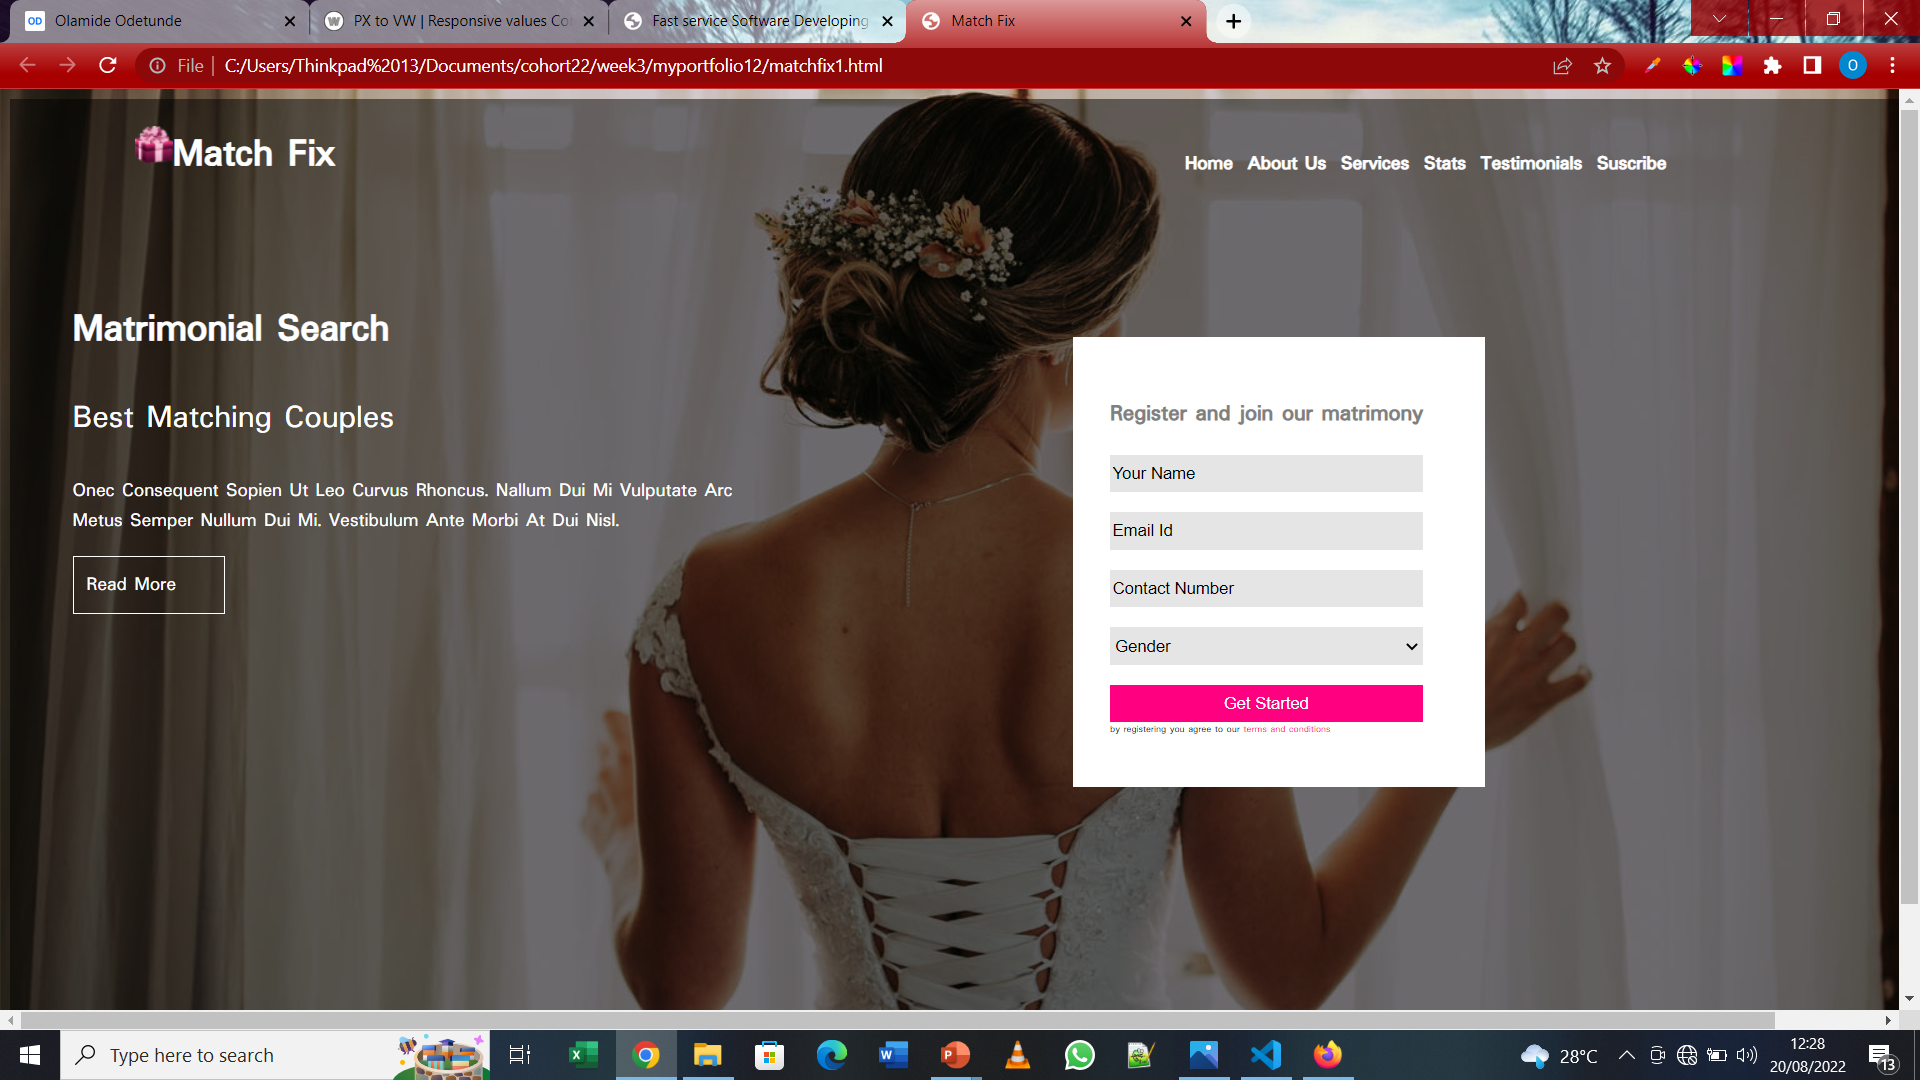 Olamide Odetunde
PX to VW | Responsive values Co
Fast service Software Developing
Match Fix
File | C:/Users/Thinkpad%2013/Documents/cohort22/week3/myportfolio12/matchfix1.html
Match Fix
Home About Us Services Stats Testimonials Suscribe
Matrimonial Search
Best Matching Couples
Onec Consequent Sopien Ut Leo Curvus Rhoncus. Nallum Dui Mi Vulputate Arc
Metus Semper Nullum Dui Mi. Vestibulum Ante Morbi At Dui Nisl.
Read More
Register and join our matrimony
Your Name
Email Id
Contact Number
Gender
Get Started
by registering you agree to our terms and conditions
Type here to search
28°C
12:28
20/08/2022
13